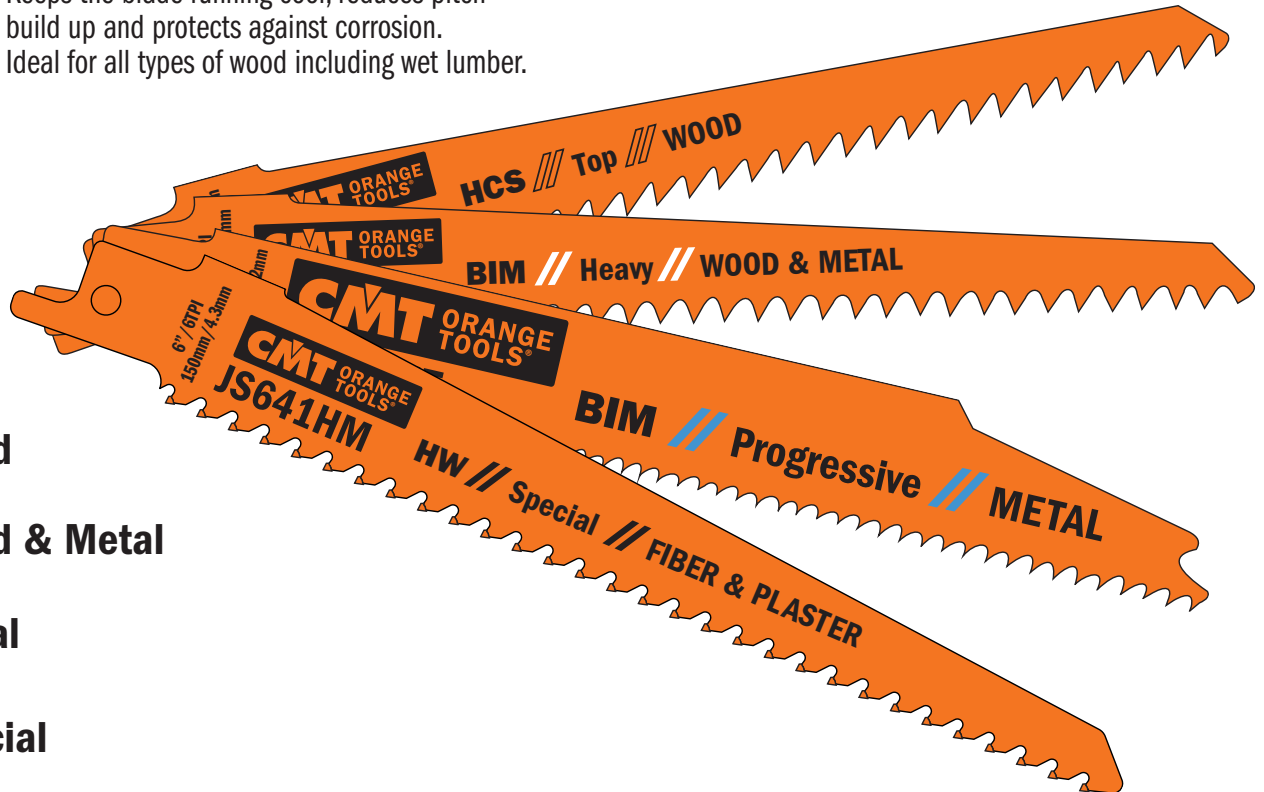 build up and protects against corrosion.
Ideal for all types of wood including wet lumber.
HCS // Top // WOOD
CMT ORANGE TOOLS®
BIM // Heavy // WOOD & METAL
CMT ORANGE TOOLS®
mm
2mm
BIM // Progressive // METAL
CMT ORANGE TOOLS®
6"/6TPI
150mm/4.3mm
CMT ORANGE TOOLS®
JS641HM
HW // Special // FIBER & PLASTER
d
d & Metal
al
cial